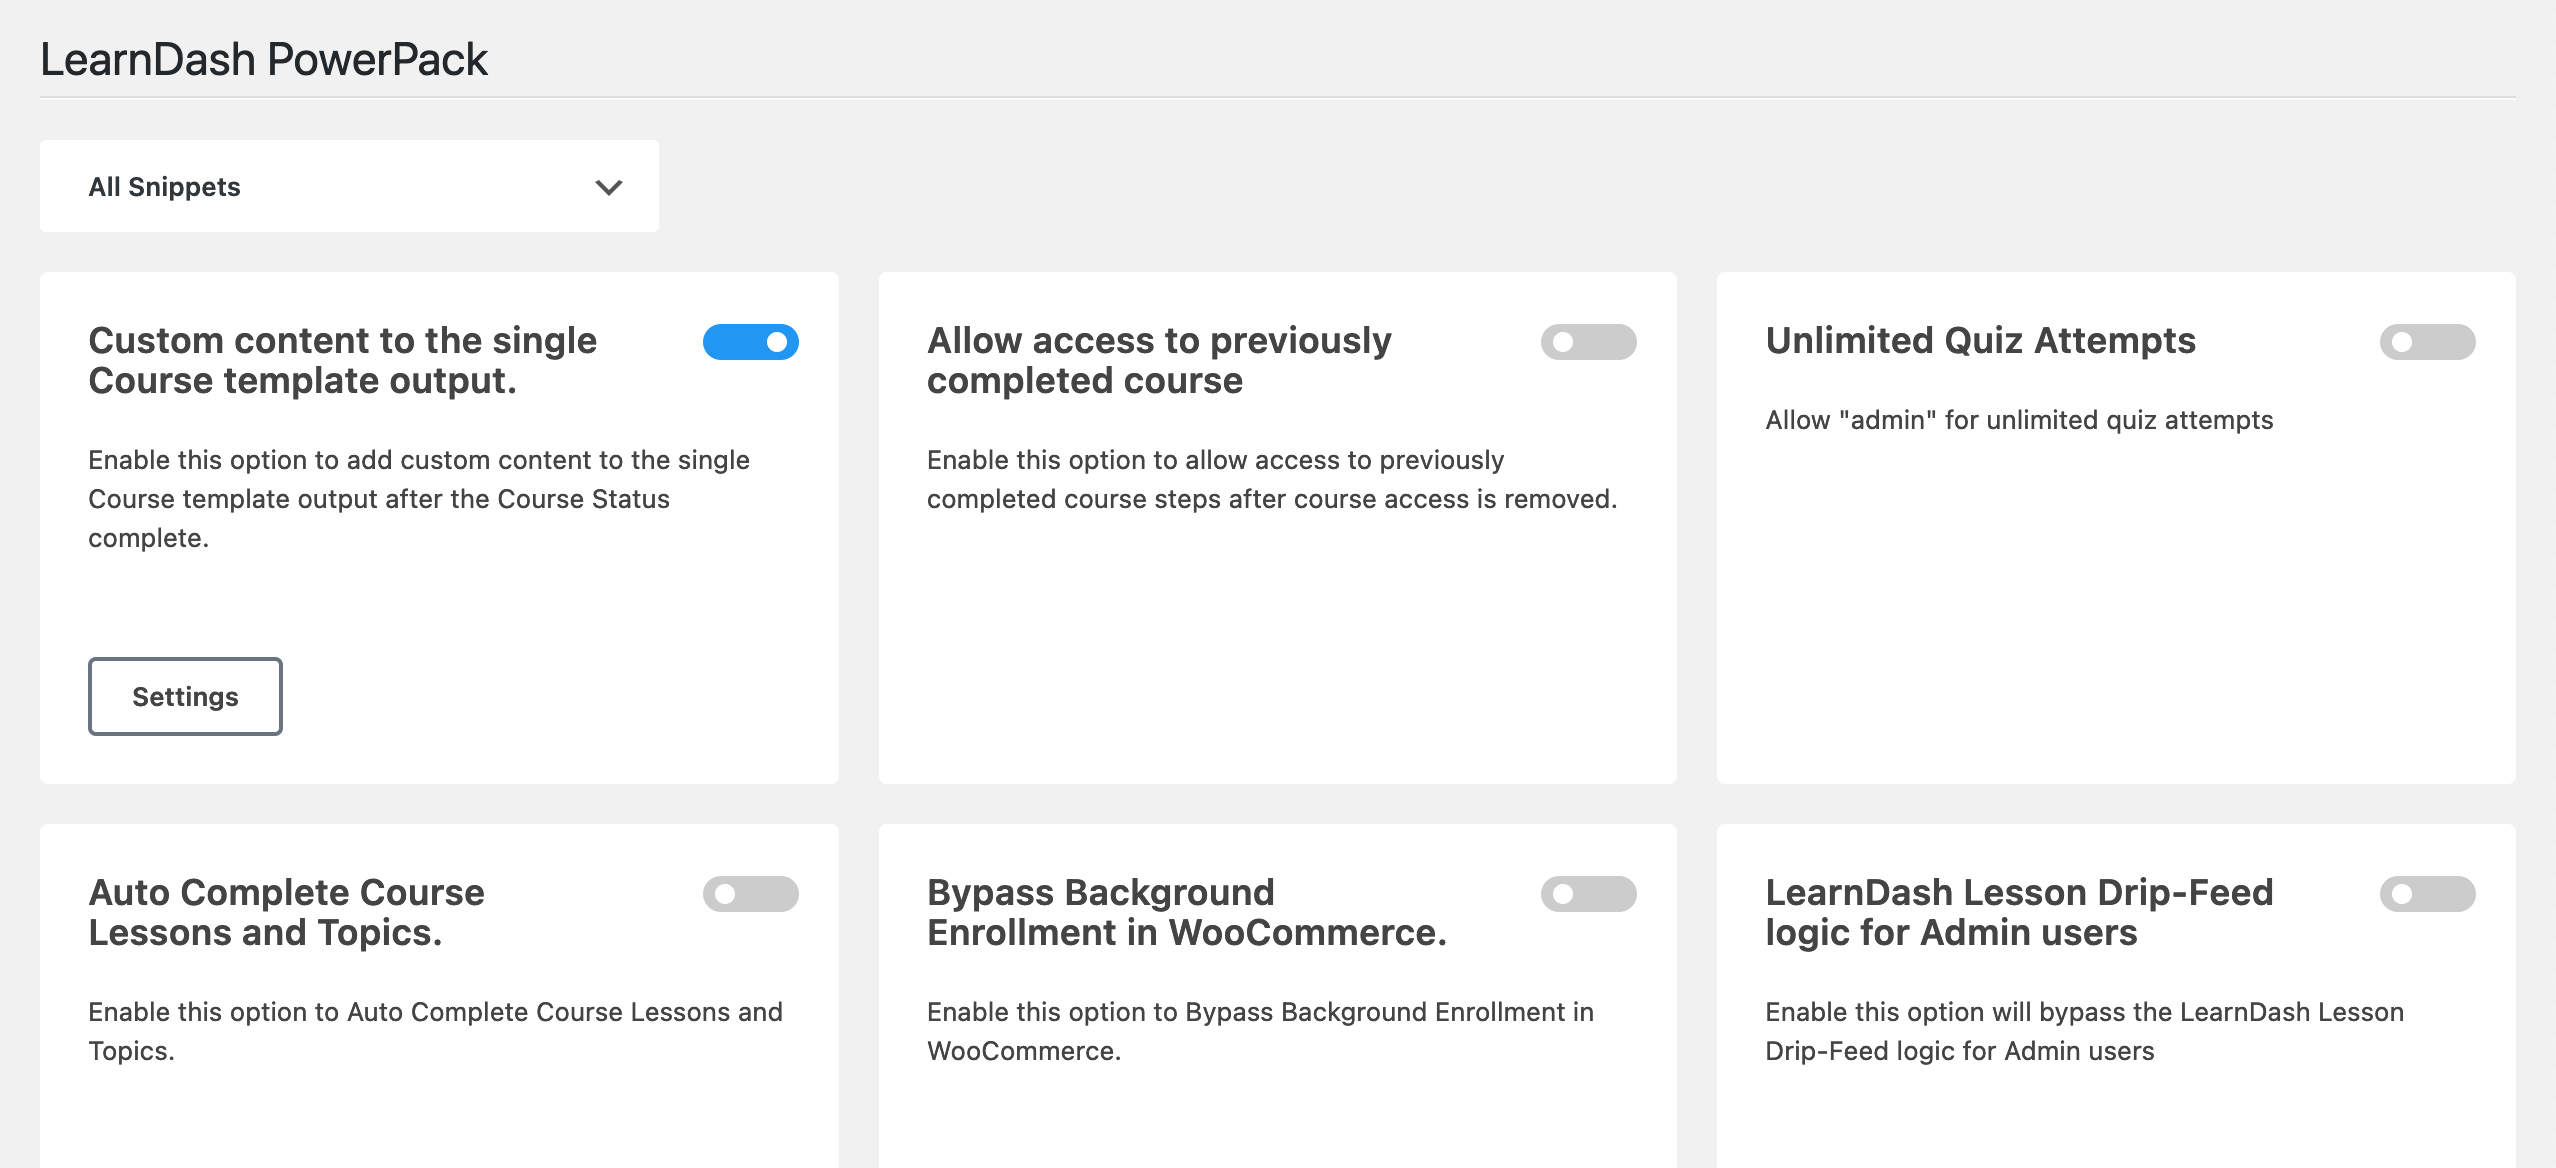 LearnDash PowerPack
All Snippets
Custom content to the single
Course template output.
Enable this option to add custom content to the single
Course template output after the Course Status
complete.
Settings
Allow access to previously
completed course
Enable this option to allow access to previously
completed course steps after course access is removed.
Unlimited Quiz Attempts
Allow "admin" for unlimited quiz attempts
Auto Complete Course
Lessons and Topics.
Enable this option to Auto Complete Course Lessons and
Topics.
Bypass Background
Enrollment in WooCommerce.
Enable this option to Bypass Background Enrollment in
WooCommerce.
LearnDash Lesson Drip-Feed
logic for Admin users
Enable this option will bypass the LearnDash Lesson
Drip-Feed logic for Admin users